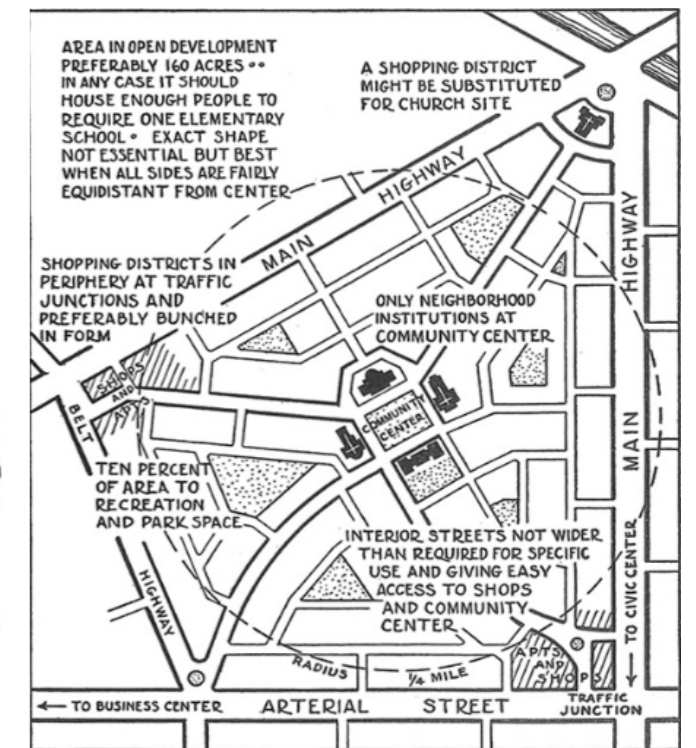 AREA IN OPEN DEVELOPMENT
PREFERABLY 160 ACRES ••
IN ANY CASE IT SHOULD
HOUSE ENOUGH PEOPLE TO
REQUIRE ONE ELEMENTARY
SCHOOL • EXACT SHAPE
NOT ESSENTIAL BUT BEST
WHEN ALL SIDES ARE FAIRLY
EQUIDISTANT FROM CENTER
A SHOPPING DISTRICT
MIGHT BE SUBSTITUTED
FOR CHURCH SITE
MAIN HIGHWAY
HIGHWAY
MAIN
SHOPPING DISTRICTS IN
PERIPHERY AT TRAFFIC
JUNCTIONS AND
PREFERABLY BUNCHED
IN FORM
ONLY NEIGHBORHOOD
INSTITUTIONS AT
COMMUNITY CENTER
SHOPS
AND
APTS
BELT
HIGHWAY
COMMUNITY
CENTER
TEN PERCENT
OF AREA TO
RECREATION
AND PARK SPACE
INTERIOR STREETS NOT WIDER
THAN REQUIRED FOR SPECIFIC
USE AND GIVING EASY
ACCESS TO SHOPS
AND COMMUNITY
CENTER
TO CIVIC CENTER
RADIUS 1/4 MILE
APTS
AND
SHOPS
TRAFFIC
JUNCTION
← TO BUSINESS CENTER ARTERIAL STREET